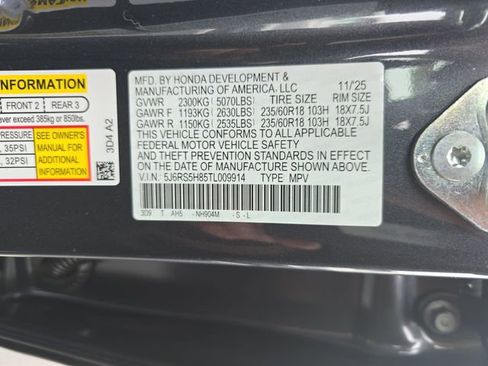 INFORMATION
FRONT 2 REAR 3
ever exceed 385kg or 850lbs.
PRESSURE
35PSI
32PSI
SEE OWNER'S
MANUAL FOR
ADDITIONAL
INFORMATION
3D4 A2
MFD. BY HONDA DEVELOPMENT &
MANUFACTURING OF AMERICA, LLC 11/25
GVWR 2300KG(5070LBS) TIRE SIZE RIM SIZE
GAWR F 1193KG(2630LBS) 235/60R18 103H 18X7.5J
GAWR R 1150KG(2535LBS) 235/60R18 103H 18X7.5J
THIS VEHICLE CONFORMS TO ALL APPLICABLE
FEDERAL MOTOR VEHICLE SAFETY
AND THEFT PREVENTION STANDARDS IN EFFECT
ON THE DATE OF MANUFACTURE SHOWN ABOVE.
V.I.N. 5J6RS5H85TL009914 TYPE MPV
3D9 1 AH5 -NH904M -S -L